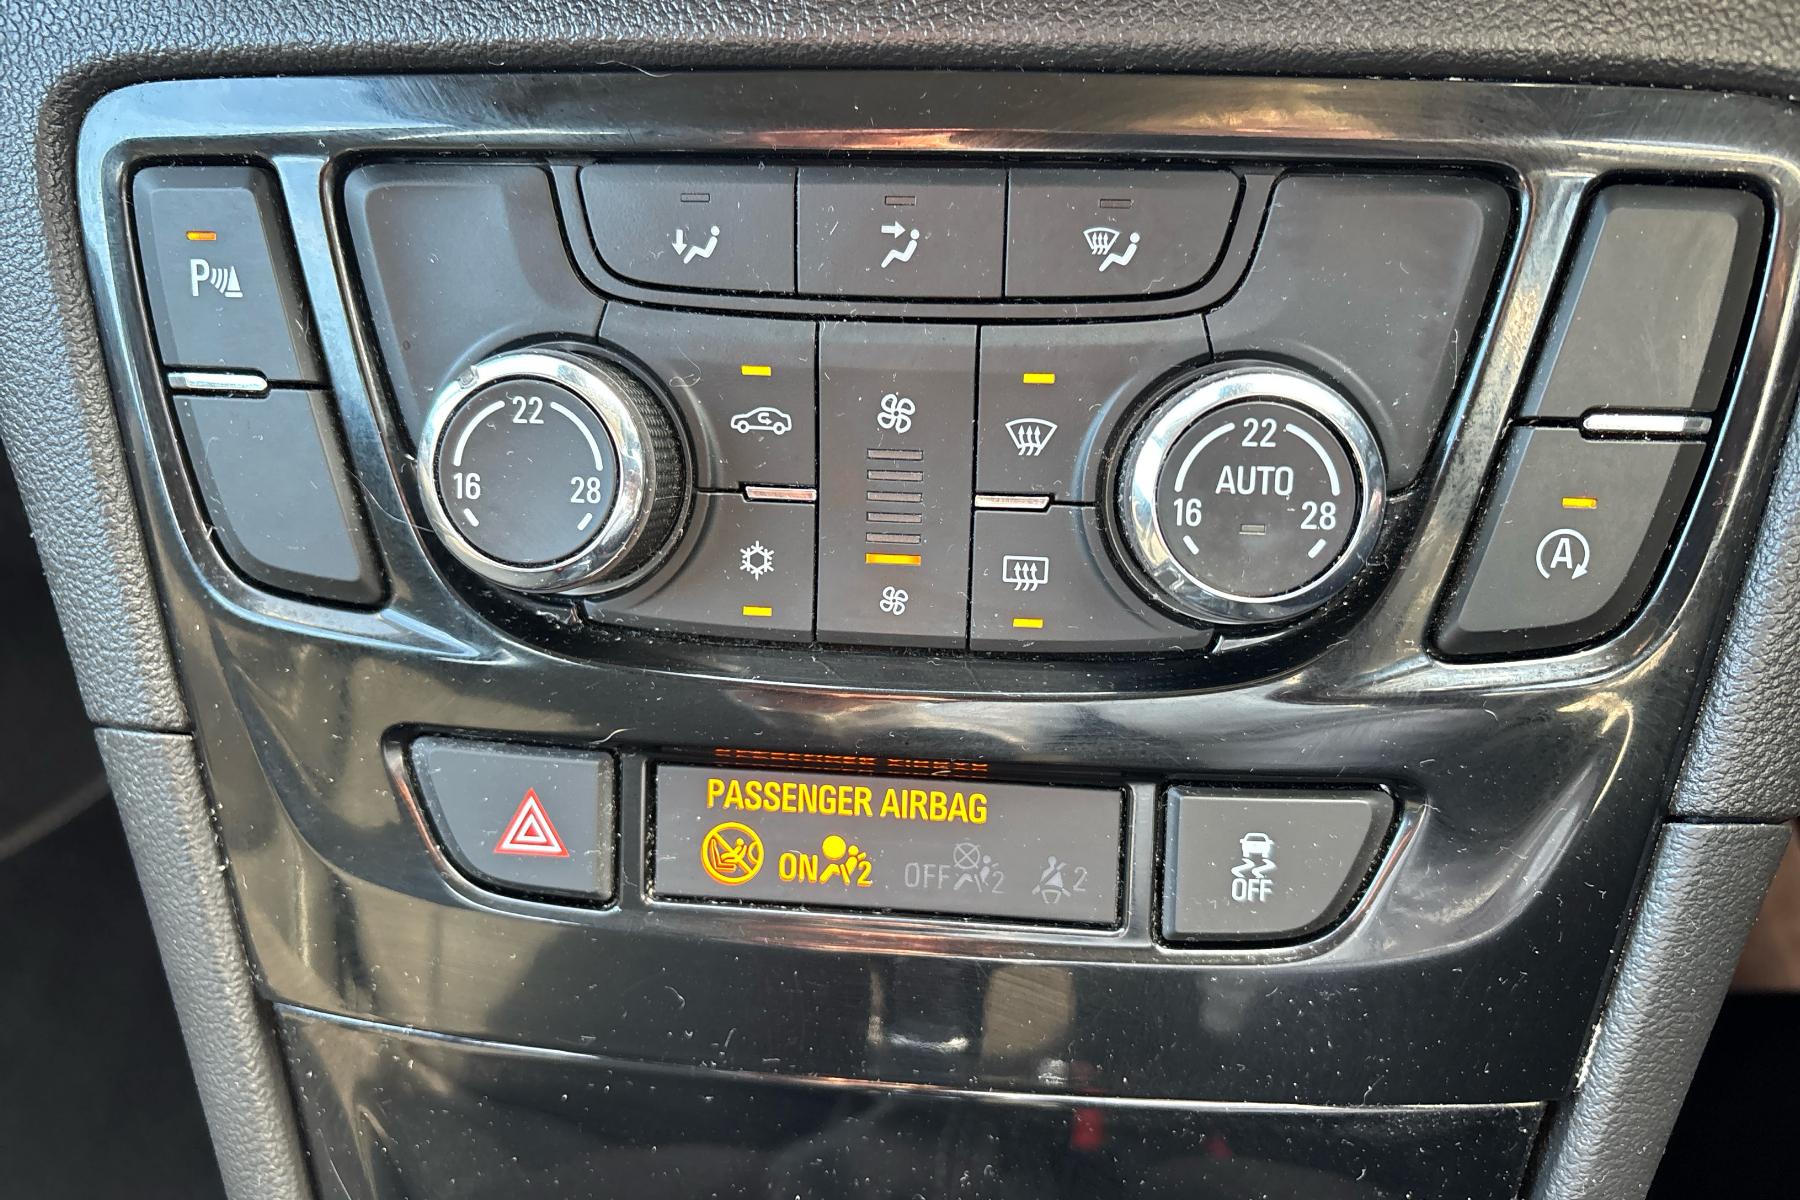 P
22
16
28
22
AUTO
16
28
A
PASSENGER AIRBAG
ON 2
OFF 2
2
OFF